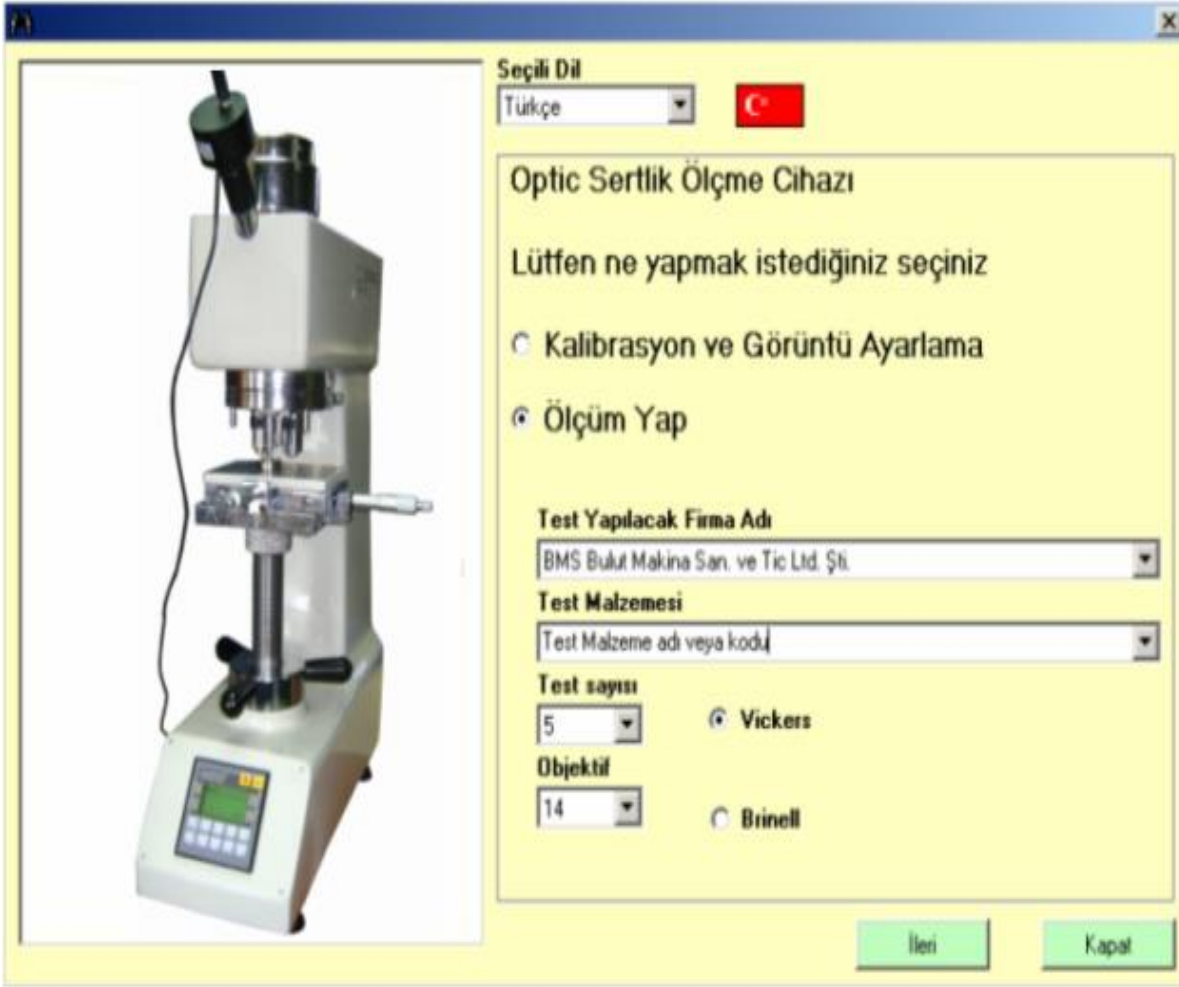 Seçili Dil
Türkçe
Optic Sertlik Ölçme Cihazı
Lütfen ne yapmak istediğiniz seçiniz
Kalibrasyon ve Görüntü Ayarlama
Ölçüm Yap
Test Yapılacak Firma Adı
BMS Bulut Makina San. ve Tic Ltd. Şti.
Test Malzemesi
Test Malzeme adı veya kodu
Test sayısı
5
Vickers
Objektif
14
Brinell
İleri
Kapat